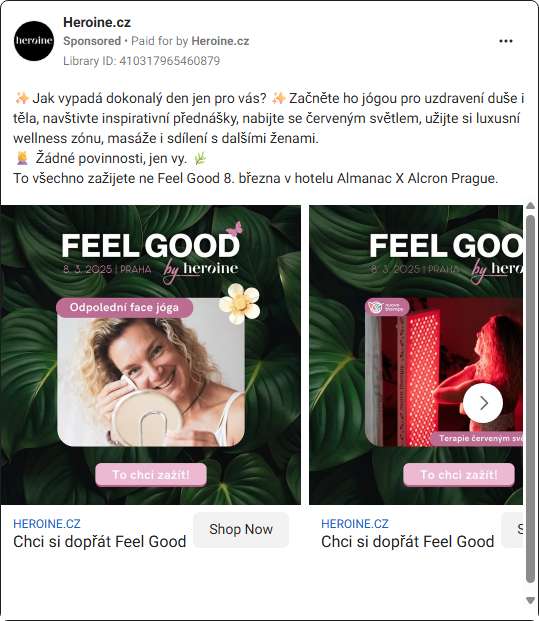 heroine
Heroine.cz
Sponsored • Paid for by Heroine.cz
Library ID: 410317965460879
✨Jak vypadá dokonalý den jen pro vás? ✨Začněte ho jógou pro uzdravení duše i
těla, navštivte inspirativní přednášky, nabijte se červeným světlem, užijte si luxusní
wellness zónu, masáže i sdílení s dalšími ženami.
💆‍♀️ Žádné povinnosti, jen vy. 🌿
To všechno zažijete ne Feel Good 8. března v hotelu Almanac X Alcron Prague.
FEEL GOOD
8. 3. 2025 | PRAHA by heroine
Odpolední face jóga
To chci zažít!
HEROINE.CZ
Chci si dopřát Feel Good
Shop Now
FEEL GOO
8. 3. 2025 | PRAHA by hero
Terapie červeným svě
To chci zažít!
HEROINE.CZ
Chci si dopřát Feel Good
S